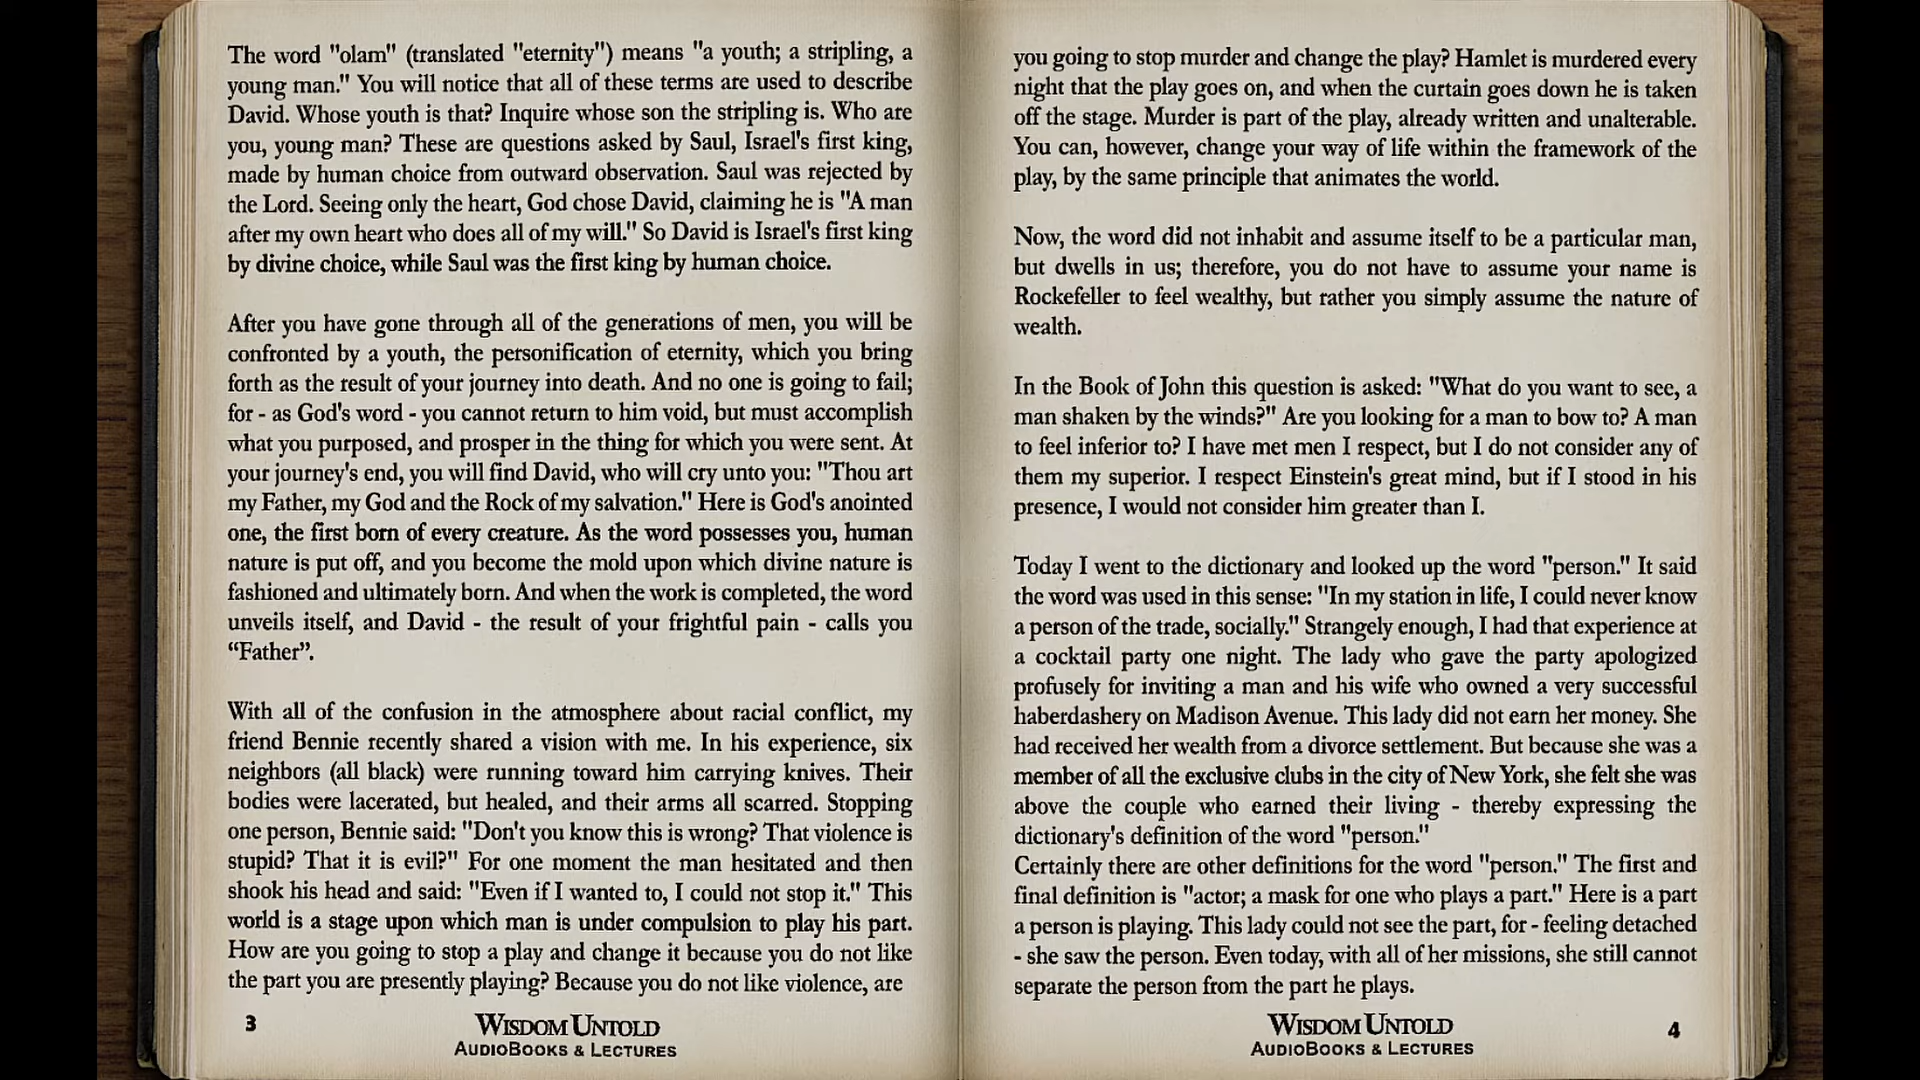 The word "olam" (translated "eternity") means "a youth; a stripling, a
young man." You will notice that all of these terms are used to describe
David. Whose youth is that? Inquire whose son the stripling is. Who are
you, young man? These are questions asked by Saul, Israel's first king,
made by human choice from outward observation. Saul was rejected by
the Lord. Seeing only the heart, God chose David, claiming he is "A man
after my own heart who does all of my will." So David is Israel's first king
by divine choice, while Saul was the first king by human choice.
After you have gone through all of the generations of men, you will be
confronted by a youth, the personification of eternity, which you bring
forth as the result of your journey into death. And no one is going to fail;
for - as God's word - you cannot return to him void, but must accomplish
what you purposed, and prosper in the thing for which you were sent. At
your journey's end, you will find David, who will cry unto you: "Thou art
my Father, my God and the Rock of my salvation." Here is God's anointed
one, the first born of every creature. As the word possesses you, human
nature is put off, and you become the mold upon which divine nature is
fashioned and ultimately born. And when the work is completed, the word
unveils itself, and David - the result of your frightful pain - calls you
“Father”.
With all of the confusion in the atmosphere about racial conflict, my
friend Bennie recently shared a vision with me. In his experience, six
neighbors (all black) were running toward him carrying knives. Their
bodies were lacerated, but healed, and their arms all scarred. Stopping
one person, Bennie said: "Don't you know this is wrong? That violence is
stupid? That it is evil?" For one moment the man hesitated and then
shook his head and said: "Even if I wanted to, I could not stop it." This
world is a stage upon which man is under compulsion to play his part.
How are you going to stop a play and change it because you do not like
the part you are presently playing? Because you do not like violence, are
3
WISDOM UNTOLD
AUDIOBOOKS & LECTURES
you going to stop murder and change the play? Hamlet is murdered every
night that the play goes on, and when the curtain goes down he is taken
off the stage. Murder is part of the play, already written and unalterable.
You can, however, change your way of life within the framework of the
play, by the same principle that animates the world.
Now, the word did not inhabit and assume itself to be a particular man,
but dwells in us; therefore, you do not have to assume your name is
Rockefeller to feel wealthy, but rather you simply assume the nature of
wealth.
In the Book of John this question is asked: "What do you want to see, a
man shaken by the winds?" Are you looking for a man to bow to? A man
to feel inferior to? I have met men I respect, but I do not consider any of
them my superior. I respect Einstein's great mind, but if I stood in his
presence, I would not consider him greater than I.
Today I went to the dictionary and looked up the word "person." It said
the word was used in this sense: "In my station in life, I could never know
a person of the trade, socially." Strangely enough, I had that experience at
a cocktail party one night. The lady who gave the party apologized
profusely for inviting a man and his wife who owned a very successful
haberdashery on Madison Avenue. This lady did not earn her money. She
had received her wealth from a divorce settlement. But because she was a
member of all the exclusive clubs in the city of New York, she felt she was
above the couple who earned their living - thereby expressing the
dictionary's definition of the word "person."
Certainly there are other definitions for the word "person." The first and
final definition is "actor; a mask for one who plays a part." Here is a part
a person is playing. This lady could not see the part, for - feeling detached
- she saw the person. Even today, with all of her missions, she still cannot
separate the person from the part he plays.
WISDOM UNTOLD
AUDIOBOOKS & LECTURES
4